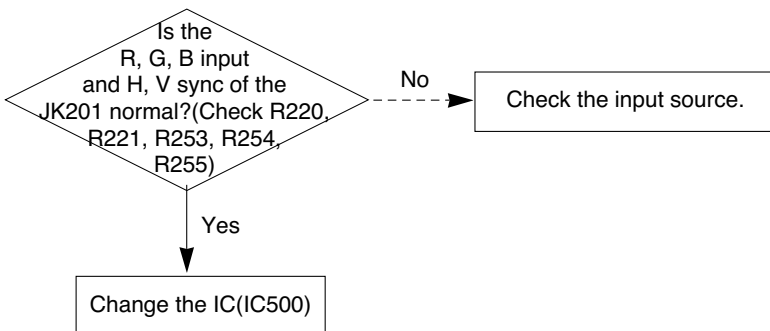 Is the
R, G, B input
and H, V sync of the
JK201 normal?(Check R220,
R221, R253, R254,
R255)
No
Check the input source.
Yes
Change the IC(IC500)